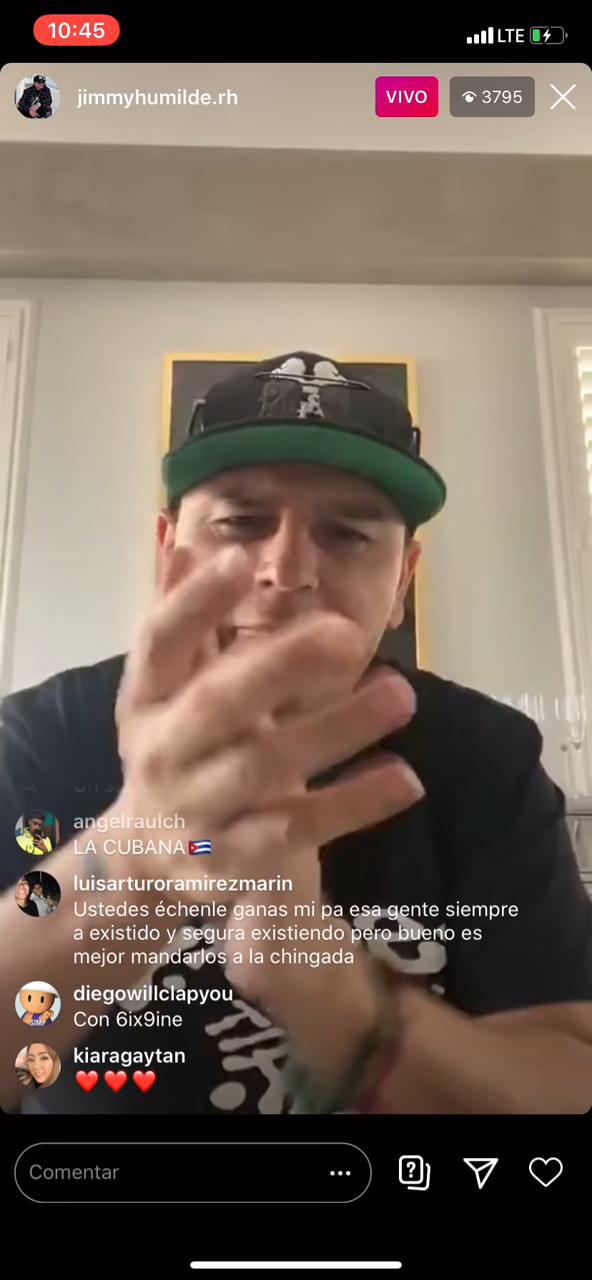 10:45
LTE
jimmyhumilde.rh
VIVO
3795
angelraulch
LA CUBANA🇨🇺
luisarturoramirezmarin
Ustedes échenle ganas mi pa esa gente siempre
a existido y segura existiendo pero bueno es
mejor mandarlos a la chingada
diegowillclapyou
Con 6ix9ine
kiaragaytan
❤️❤️❤️
Comentar